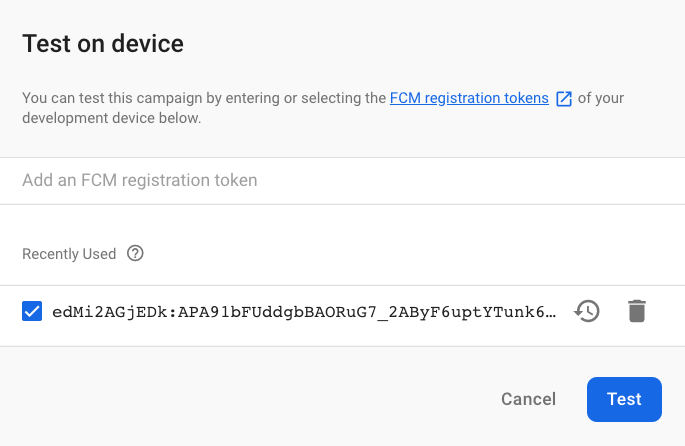 Test on device
You can test this campaign by entering or selecting the FCM registration tokens of your
development device below.
Add an FCM registration token
Recently Used
edMi2AGjEDk:APA91bFUddgbBAORuG7_2AByF6uptYTunk6…
Cancel
Test